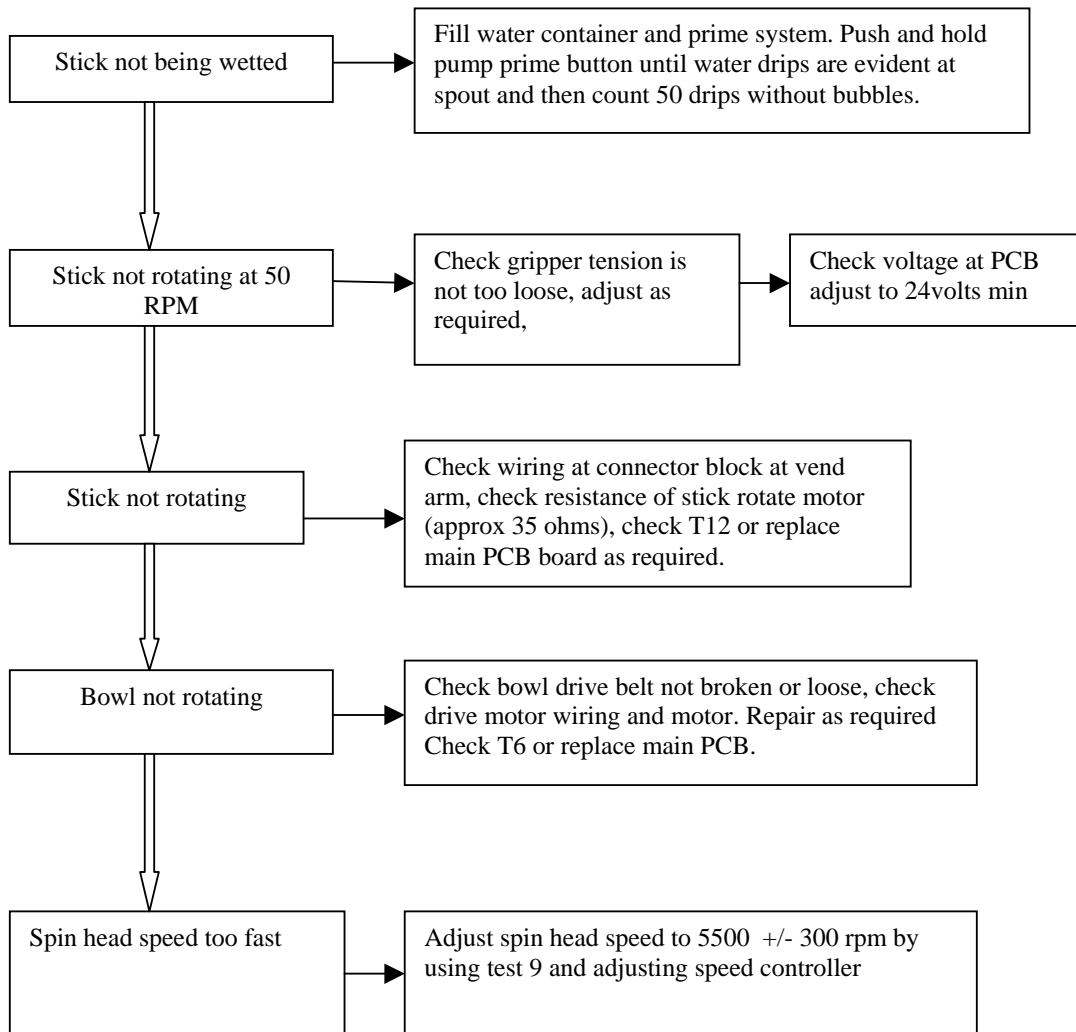 Stick not being wetted
Fill water container and prime system. Push and hold
pump prime button until water drips are evident at
spout and then count 50 drips without bubbles.
Stick not rotating at 50
RPM
Check gripper tension is
not too loose, adjust as
required,
Check voltage at PCB
adjust to 24volts min
Stick not rotating
Check wiring at connector block at vend
arm, check resistance of stick rotate motor
(approx 35 ohms), check T12 or replace
main PCB board as required.
Bowl not rotating
Check bowl drive belt not broken or loose, check
drive motor wiring and motor. Repair as required
Check T6 or replace main PCB.
Spin head speed too fast
Adjust spin head speed to 5500  +/- 300 rpm by
using test 9 and adjusting speed controller